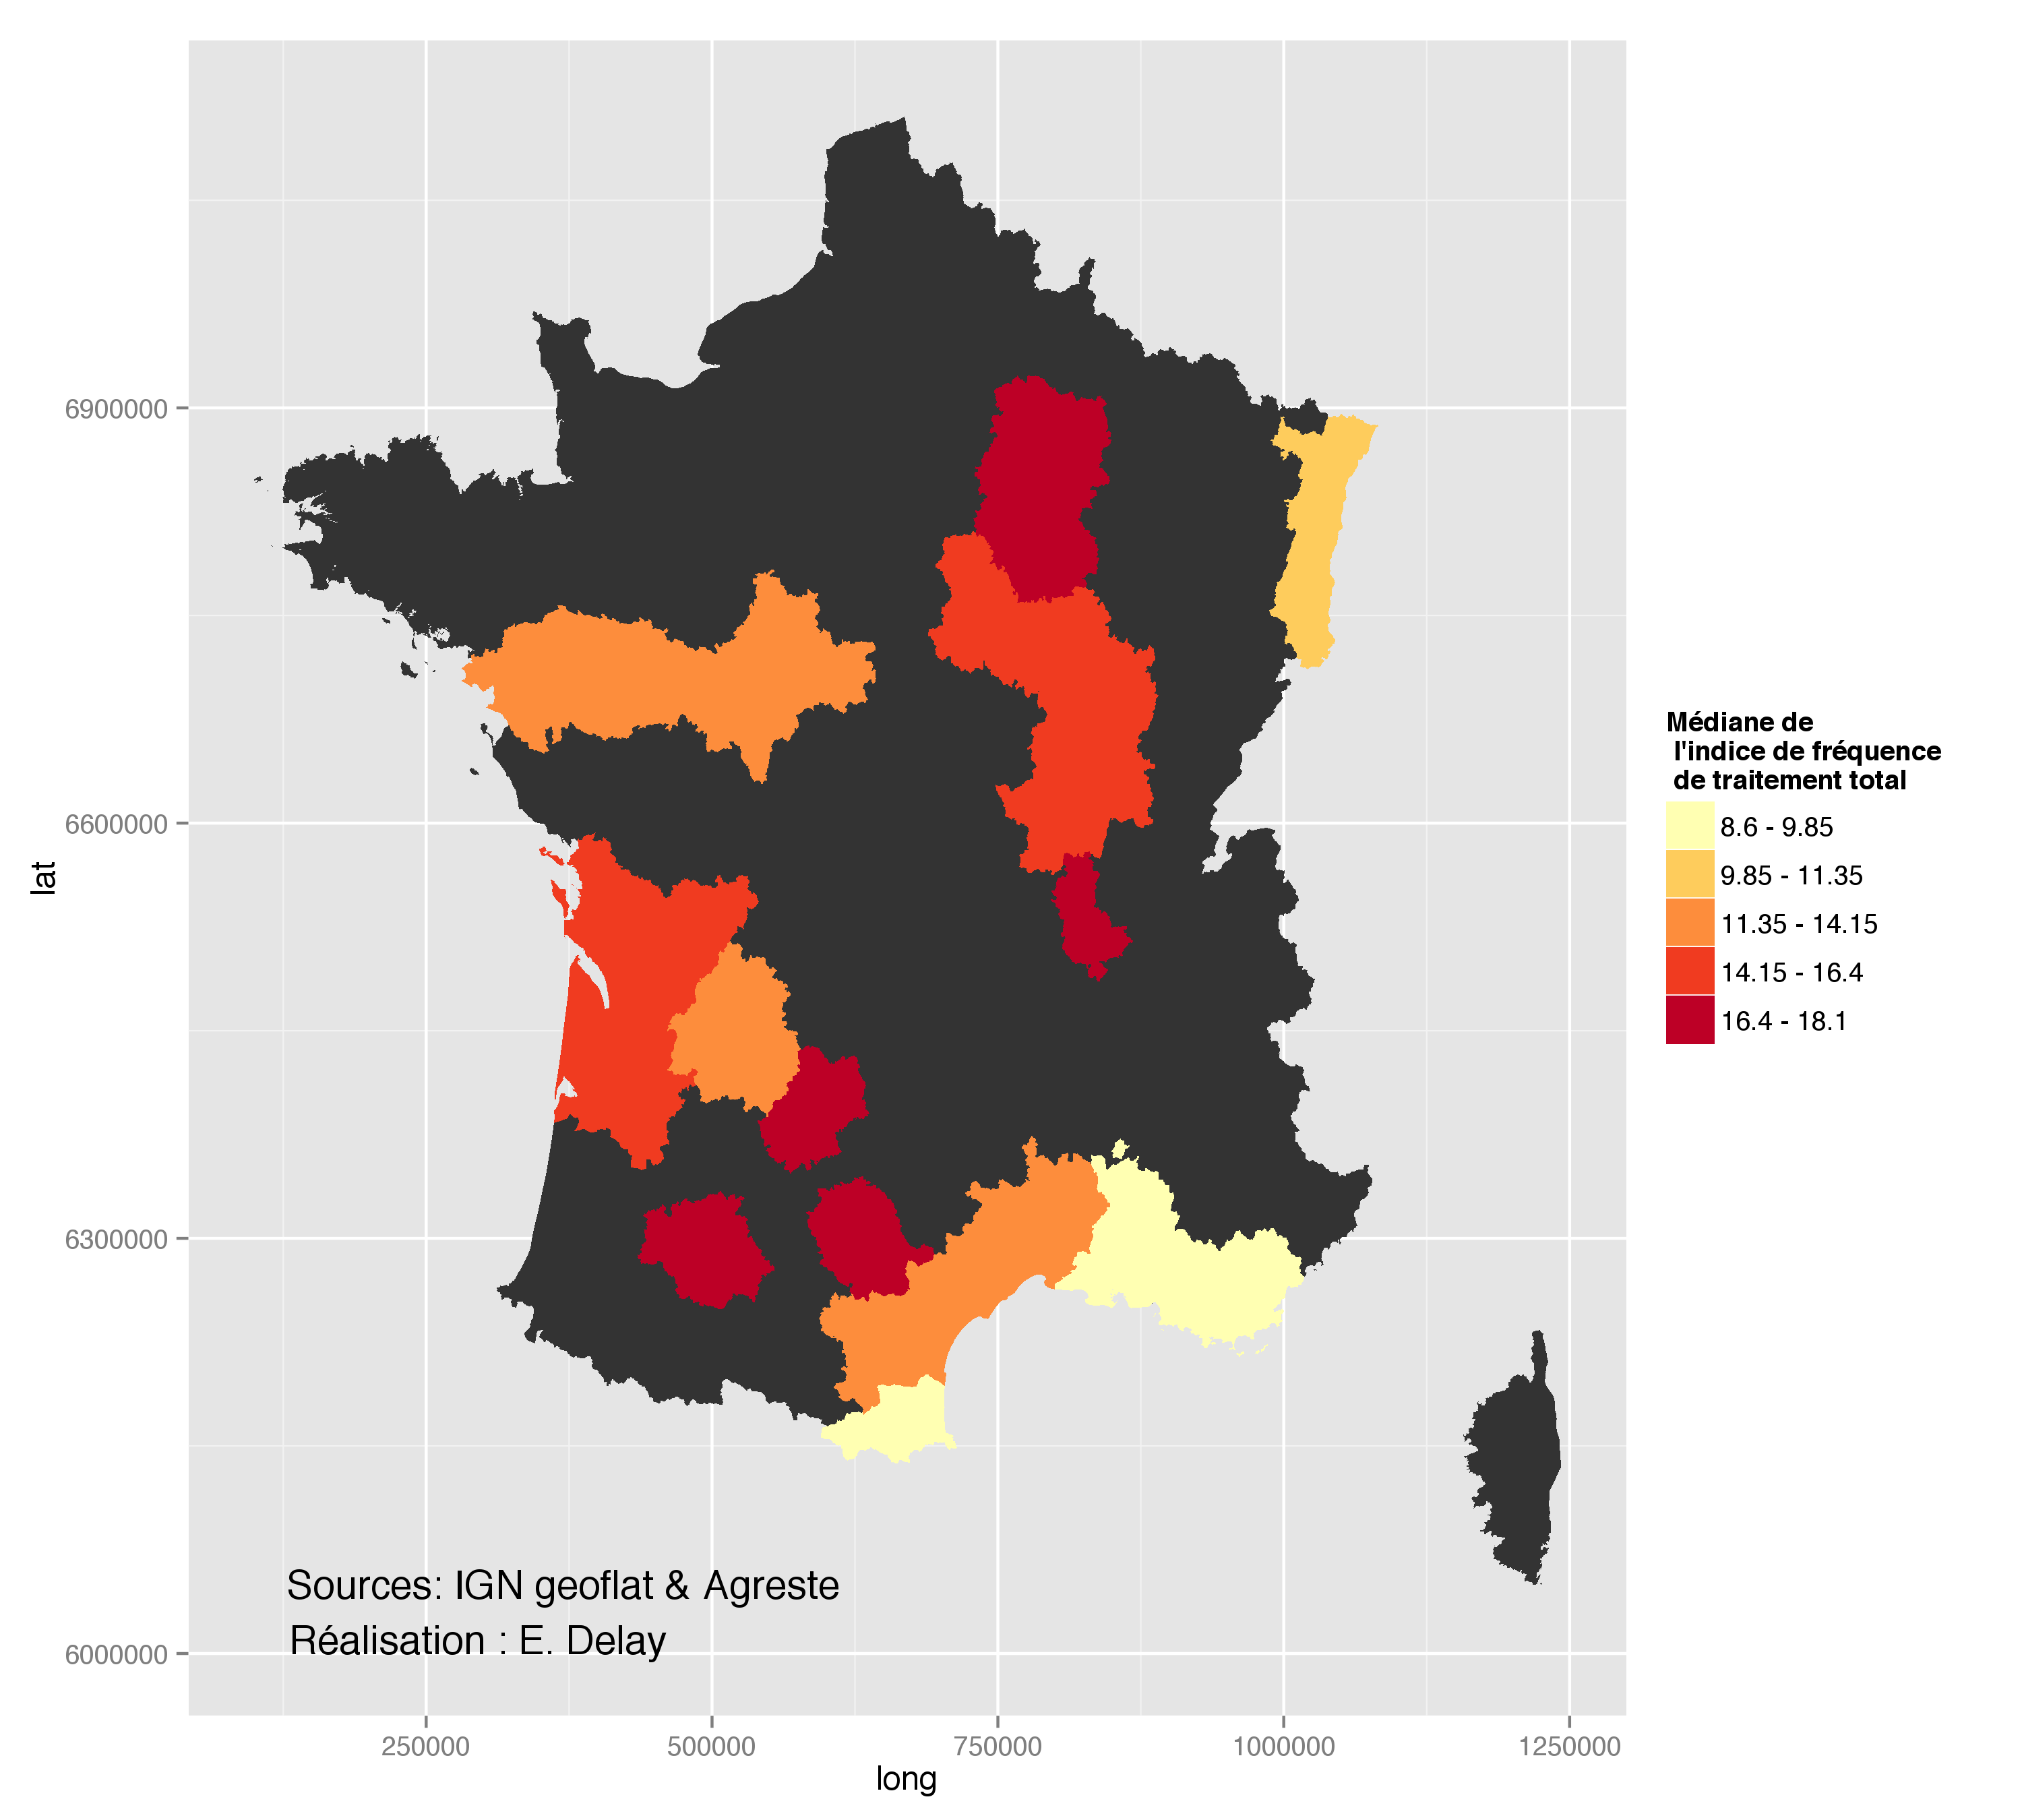 6900000
6600000
6300000
6000000
lat
250000
500000
750000
1000000
1250000
long
Sources: IGN geoflat & Agreste
Réalisation : E. Delay
Médiane de
l'indice de fréquence
de traitement total
8.6 - 9.85
9.85 - 11.35
11.35 - 14.15
14.15 - 16.4
16.4 - 18.1